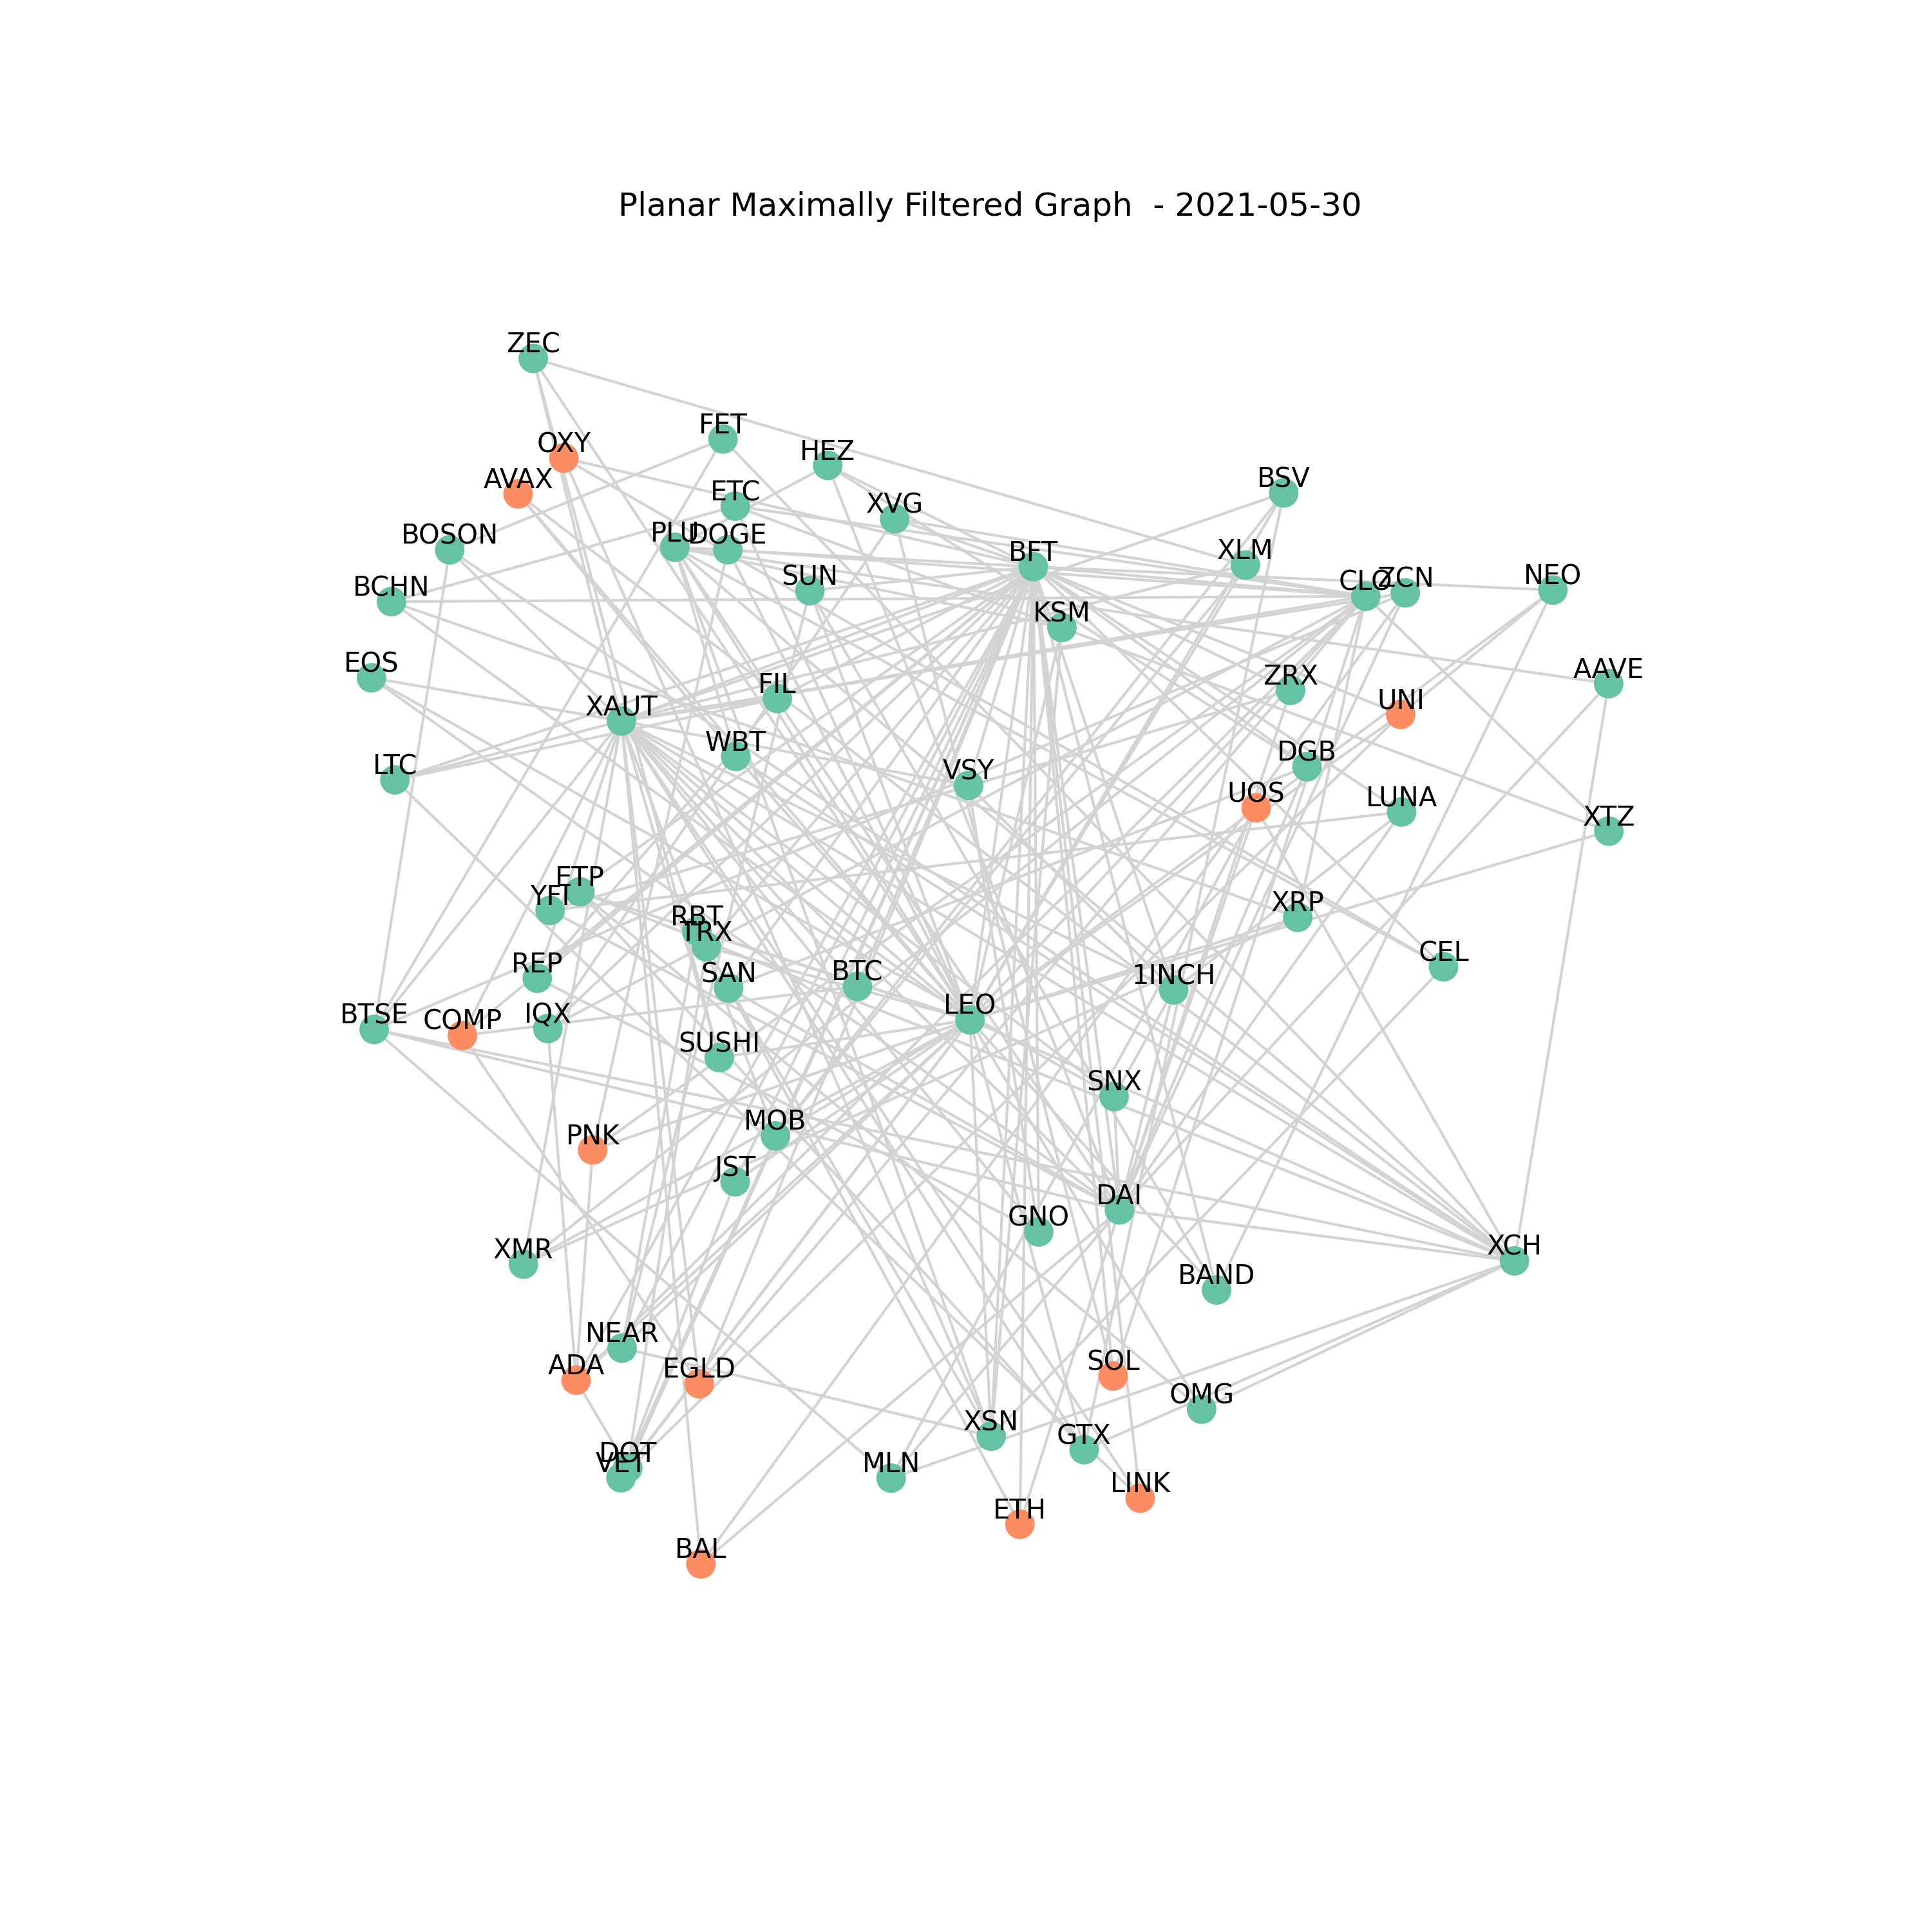 Planar Maximally Filtered Graph  - 2021-05-30
ZEC
FET
OXY
HEZ
AVAX
BSV
ETC
XVG
BOSON
PLU
DOGE
BFT
XLM
BCHN
SUN
CLO
ZCN
NEO
KSM
EOS
FIL
ZRX
AAVE
XAUT
UNI
WBT
DGB
LTC
VSY
UOS
LUNA
XTZ
ETP
YFI
RBT
TRX
XRP
REP
SAN
BTC
1INCH
CEL
BTSE
COMP
IQX
LEO
SUSHI
SNX
PNK
MOB
JST
DAI
GNO
XMR
XCH
BAND
NEAR
ADA
EGLD
SOL
OMG
XSN
GTX
DOT
VET
MLN
LINK
ETH
BAL